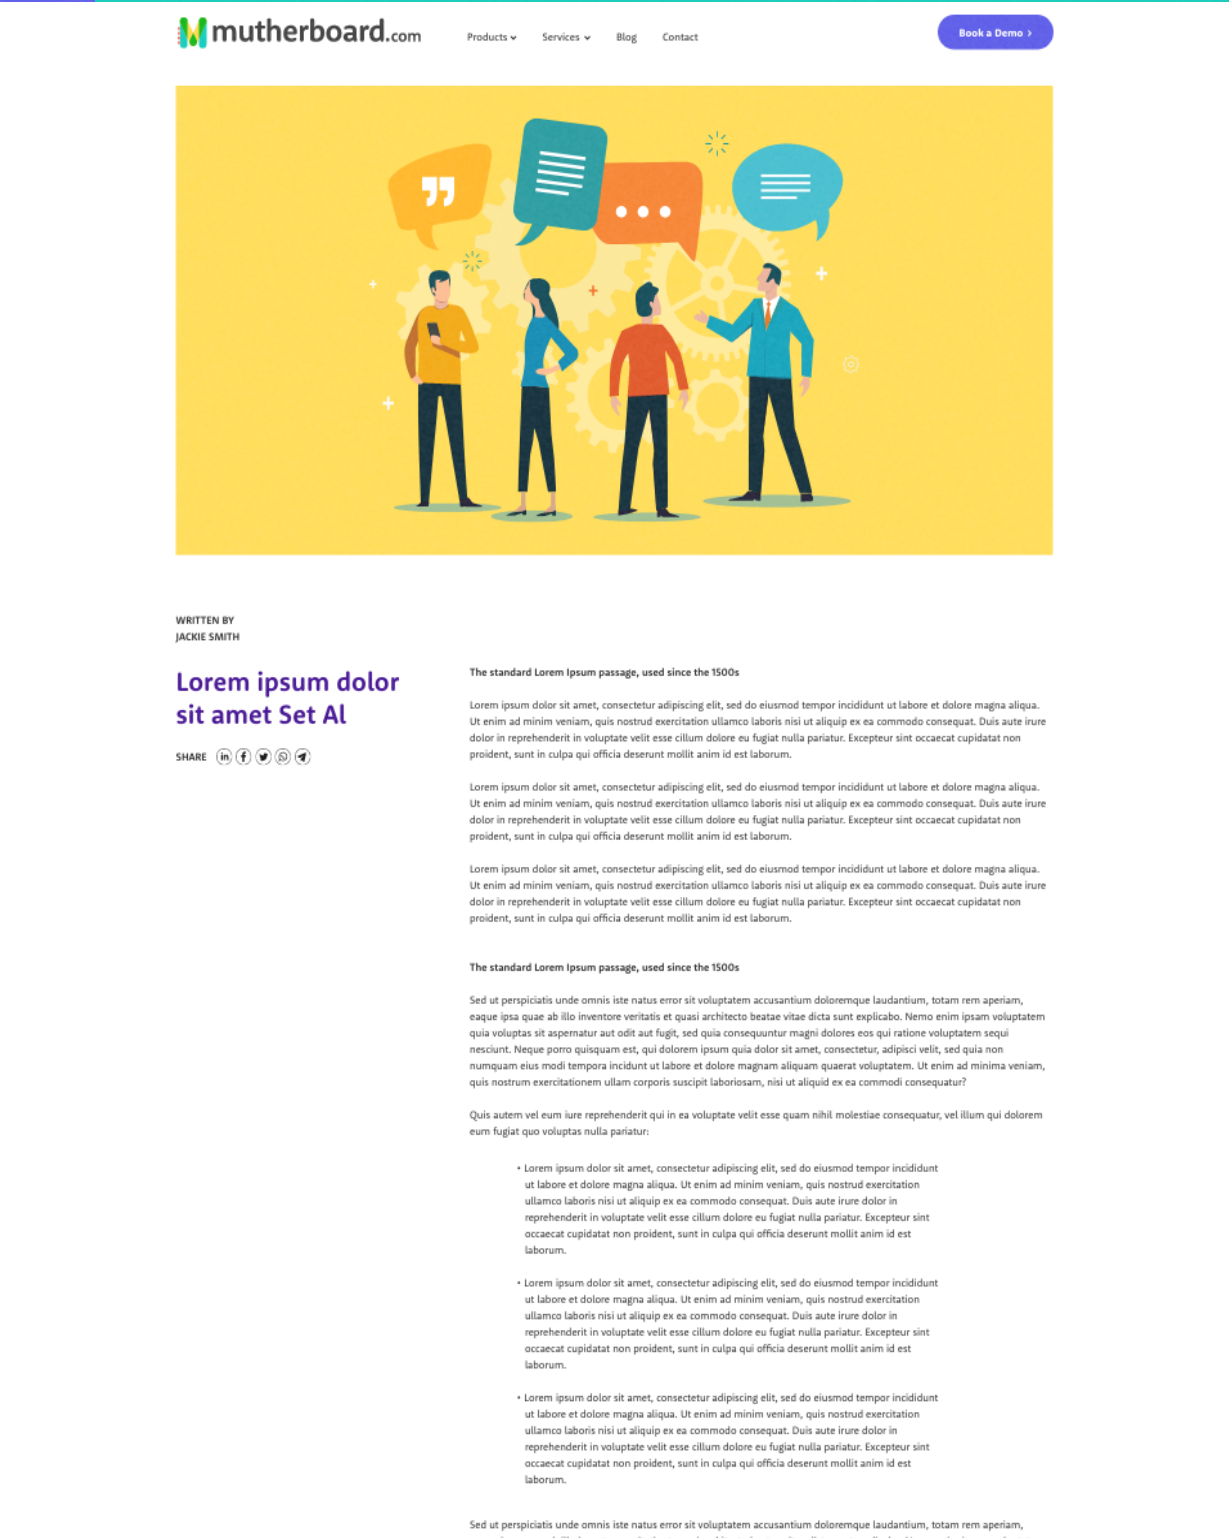 mutherboard.com
Products
Services
Blog
Contact
Book a Demo
WRITTEN BY
JACKIE SMITH
Lorem ipsum dolor
sit amet Set Al
SHARE
The standard Lorem Ipsum passage, used since the 1500s
Lorem ipsum dolor sit amet, consectetur adipiscing elit, sed do eiusmod tempor incididunt ut labore et dolore magna aliqua.
Ut enim ad minim veniam, quis nostrud exercitation ullamco laboris nisi ut aliquip ex ea commodo consequat. Duis aute irure
dolor in reprehenderit in voluptate velit esse cillum dolore eu fugiat nulla pariatur. Excepteur sint occaecat cupidatat non
proident, sunt in culpa qui officia deserunt mollit anim id est laborum.
Lorem ipsum dolor sit amet, consectetur adipiscing elit, sed do eiusmod tempor incididunt ut labore et dolore magna aliqua.
Ut enim ad minim veniam, quis nostrud exercitation ullamco laboris nisi ut aliquip ex ea commodo consequat. Duis aute irure
dolor in reprehenderit in voluptate velit esse cillum dolore eu fugiat nulla pariatur. Excepteur sint occaecat cupidatat non
proident, sunt in culpa qui officia deserunt mollit anim id est laborum.
Lorem ipsum dolor sit amet, consectetur adipiscing elit, sed do eiusmod tempor incididunt ut labore et dolore magna aliqua.
Ut enim ad minim veniam, quis nostrud exercitation ullamco laboris nisi ut aliquip ex ea commodo consequat. Duis aute irure
dolor in reprehenderit in voluptate velit esse cillum dolore eu fugiat nulla pariatur. Excepteur sint occaecat cupidatat non
proident, sunt in culpa qui officia deserunt mollit anim id est laborum.
The standard Lorem Ipsum passage, used since the 1500s
Sed ut perspiciatis unde omnis iste natus error sit voluptatem accusantium doloremque laudantium, totam rem aperiam,
eaque ipsa quae ab illo inventore veritatis et quasi architecto beatae vitae dicta sunt explicabo. Nemo enim ipsam voluptatem
quia voluptas sit aspernatur aut odit aut fugit, sed quia consequuntur magni dolores eos qui ratione voluptatem sequi
nesciunt. Neque porro quisquam est, qui dolorem ipsum quia dolor sit amet, consectetur, adipisci velit, sed quia non
numquam eius modi tempora incidunt ut labore et dolore magnam aliquam quaerat voluptatem. Ut enim ad minima veniam,
quis nostrum exercitationem ullam corporis suscipit laboriosam, nisi ut aliquid ex ea commodi consequatur?
Quis autem vel eum iure reprehenderit qui in ea voluptate velit esse quam nihil molestiae consequatur, vel illum qui dolorem
eum fugiat quo voluptas nulla pariatur:
• Lorem ipsum dolor sit amet, consectetur adipiscing elit, sed do eiusmod tempor incididunt
ut labore et dolore magna aliqua. Ut enim ad minim veniam, quis nostrud exercitation
ullamco laboris nisi ut aliquip ex ea commodo consequat. Duis aute irure dolor in
reprehenderit in voluptate velit esse cillum dolore eu fugiat nulla pariatur. Excepteur sint
occaecat cupidatat non proident, sunt in culpa qui officia deserunt mollit anim id est
laborum.
• Lorem ipsum dolor sit amet, consectetur adipiscing elit, sed do eiusmod tempor incididunt
ut labore et dolore magna aliqua. Ut enim ad minim veniam, quis nostrud exercitation
ullamco laboris nisi ut aliquip ex ea commodo consequat. Duis aute irure dolor in
reprehenderit in voluptate velit esse cillum dolore eu fugiat nulla pariatur. Excepteur sint
occaecat cupidatat non proident, sunt in culpa qui officia deserunt mollit anim id est
laborum.
• Lorem ipsum dolor sit amet, consectetur adipiscing elit, sed do eiusmod tempor incididunt
ut labore et dolore magna aliqua. Ut enim ad minim veniam, quis nostrud exercitation
ullamco laboris nisi ut aliquip ex ea commodo consequat. Duis aute irure dolor in
reprehenderit in voluptate velit esse cillum dolore eu fugiat nulla pariatur. Excepteur sint
occaecat cupidatat non proident, sunt in culpa qui officia deserunt mollit anim id est
laborum.
Sed ut perspiciatis unde omnis iste natus error sit voluptatem accusantium doloremque laudantium, totam rem aperiam,